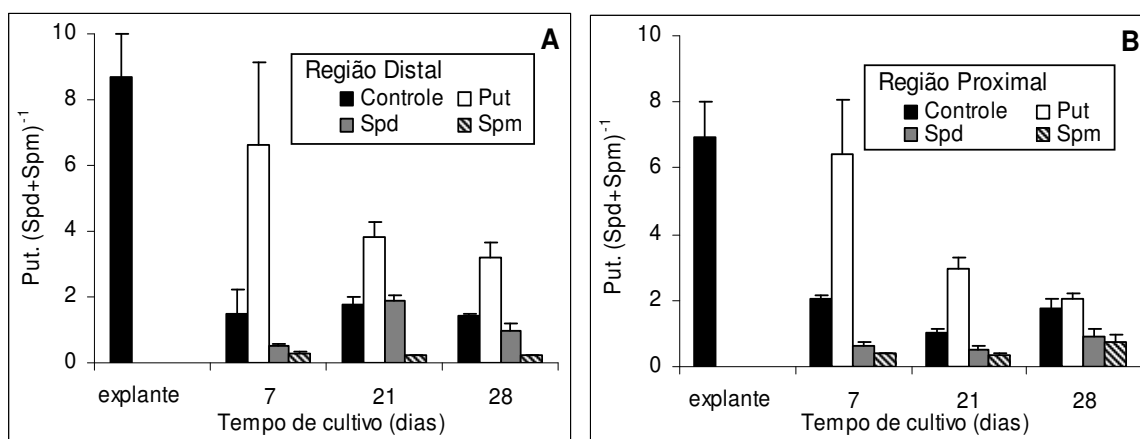 A
Região Distal
Controle Put
Spd Spm
10
8
6
4
2
0
Put. (Spd+Spm)⁻¹
explante 7 21 28
Tempo de cultivo (dias)
B
Região Proximal
Controle Put
Spd Spm
10
8
6
4
2
0
Put. (Spd+Spm)⁻¹
explante 7 21 28
Tempo de cultivo (dias)